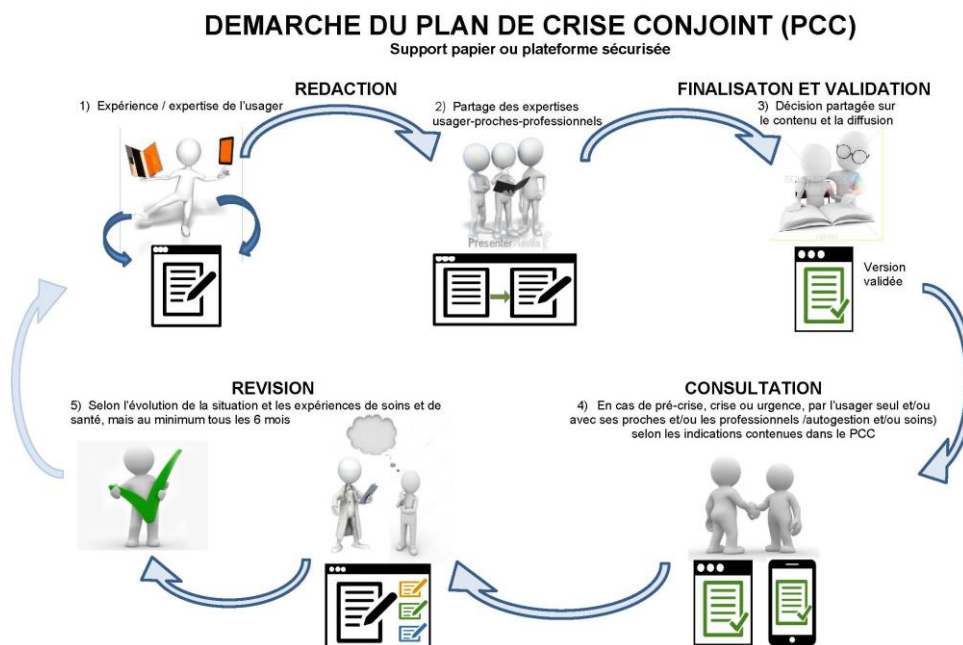 DEMARCHE DU PLAN DE CRISE CONJOINT (PCC)
Support papier ou plateforme sécurisée
REDACTION
1) Expérience / expertise de l'usager
2) Partage des expertises
usager-proches-professionnels
FINALISATON ET VALIDATION
3) Décision partagée sur
le contenu et la diffusion
PresenterMedia
Version
validée
CONSULTATION
4) En cas de pré-crise, crise ou urgence, par l'usager seul et/ou
avec ses proches et/ou les professionnels /autogestion et/ou soins)
selon les indications contenues dans le PCC
REVISION
5) Selon l'évolution de la situation et les expériences de soins et de
santé, mais au minimum tous les 6 mois